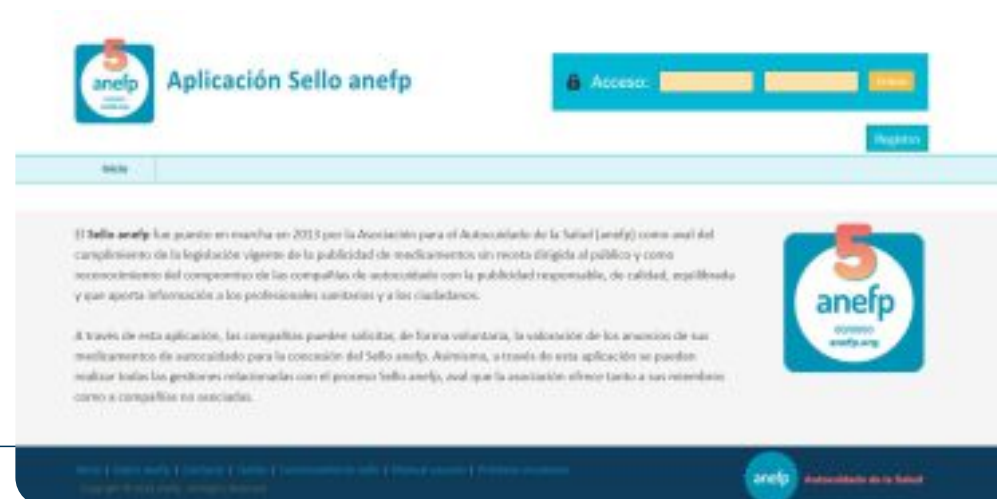 5
anefp
Aplicación Sello anefp
Acceso:
Entrar
Registro
Inicio
El Sello anefp fue puesto en marcha en 2013 por la Asociación para el Autocuidado de la Salud (anefp) como aval del
cumplimiento de la legislación vigente de la publicidad de medicamentos sin receta dirigida al público y como
reconocimiento del compromiso de las compañías de autocuidado con la publicidad responsable, de calidad, equilibrada
y que aporta información a los profesionales sanitarios y a los ciudadanos.
A través de esta aplicación, las compañías pueden solicitar, de forma voluntaria, la valoración de los anuncios de sus
medicamentos de autocuidado para la concesión del Sello anefp. Asimismo, a través de esta aplicación se pueden
realizar todas las gestiones relacionadas con el proceso Sello anefp, aval que la asociación ofrece tanto a sus miembros
como a compañías no asociadas.
5
anefp
anefp.org
anefp
Autocuidado de la Salud